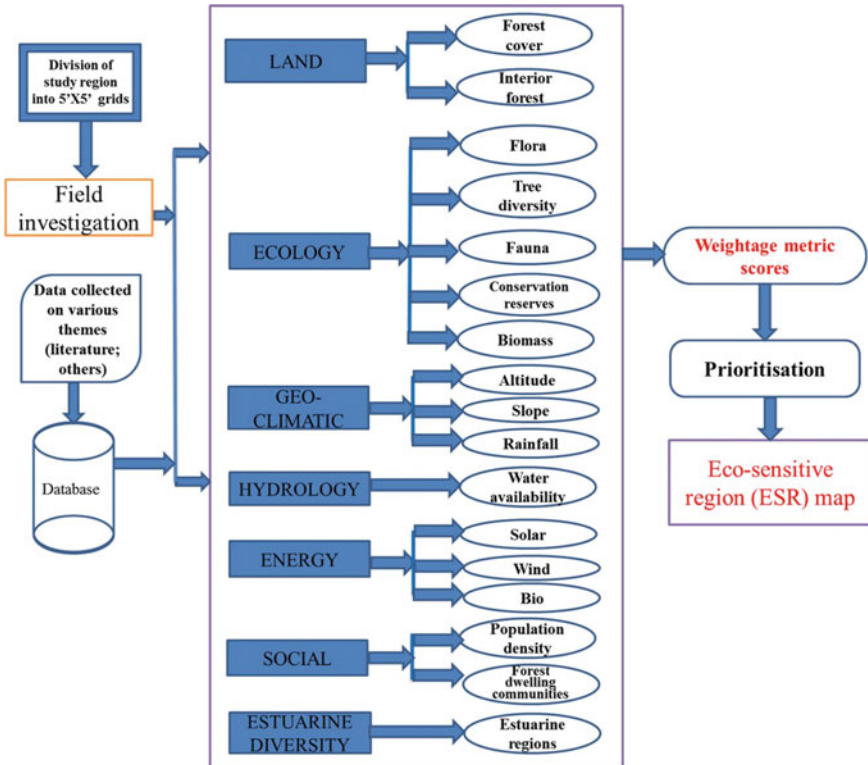 Division of
study region
into 5'X5' grids
Field
investigation
Data collected
on various
themes
(literature;
others)
Database
LAND
Forest
cover
Interior
forest
ECOLOGY
Flora
Tree
diversity
Fauna
Conservation
reserves
Biomass
GEO-
CLIMATIC
Altitude
Slope
Rainfall
HYDROLOGY
Water
availability
ENERGY
Solar
Wind
Bio
SOCIAL
Population
density
Forest
dwelling
communities
ESTUARINE
DIVERSITY
Estuarine
regions
Weightage metric
scores
Prioritisation
Eco-sensitive
region (ESR) map